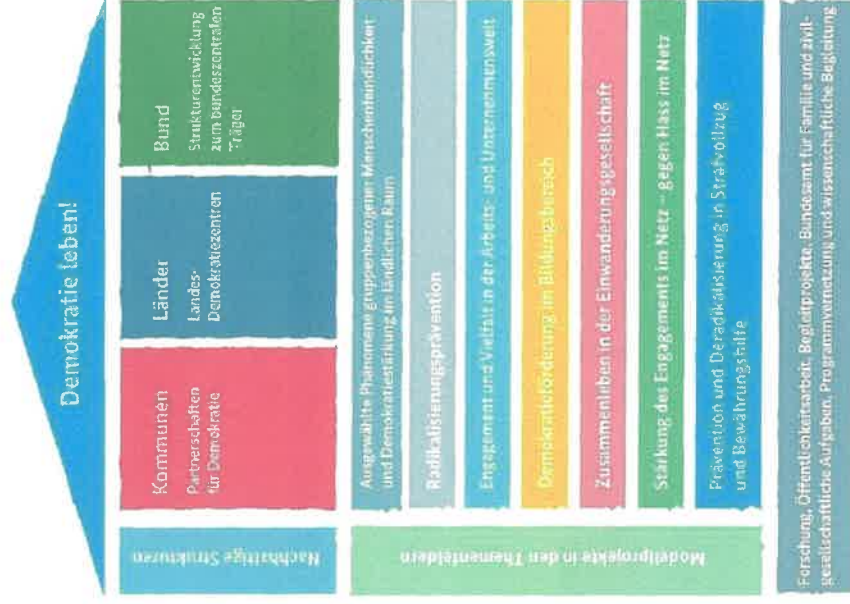 Demokratie leben!
Nachhaltige Strukturen
Kommunen
Partnerschaften
für Demokratie
Länder
Landes-
Demokratiezentren
Bund
Strukturentwicklung
zum bundeszentralen
Träger
Modellprojekte in den Themenfeldern
Ausgewählte Phänomene gruppenbezogener Menschenfeindlichkeit
und Demokratiestärkung im ländlichen Raum
Radikalisierungsprävention
Engagement und Vielfalt in der Arbeits- und Unternehmenswelt
Demokratieförderung im Bildungsbereich
Zusammenleben in der Einwanderungsgesellschaft
Stärkung des Engagements im Netz – gegen Hass im Netz
Prävention und Deradikalisierung in Strafvollzug
und Bewährungshilfe
Forschung, Öffentlichkeitsarbeit, Begleitprojekte, Bundesamt für Familie und zivil-
gesellschaftliche Aufgaben, Programmvernetzung und wissenschaftliche Begleitung